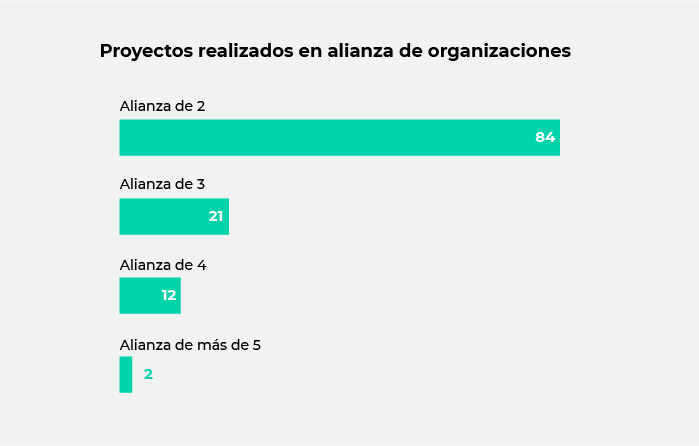 Proyectos realizados en alianza de organizaciones
Alianza de 2
84
Alianza de 3
21
Alianza de 4
12
Alianza de más de 5
2